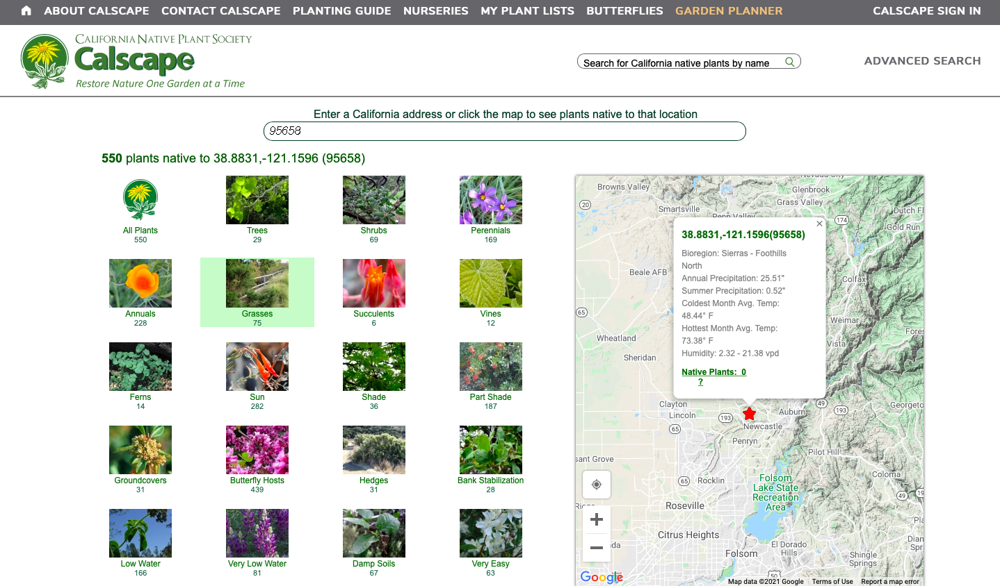 ABOUT CALSCAPE CONTACT CALSCAPE PLANTING GUIDE NURSERIES MY PLANT LISTS BUTTERFLIES GARDEN PLANNER CALSCAPE SIGN IN
CALIFORNIA NATIVE PLANT SOCIETY
Calscape
Restore Nature One Garden at a Time
Search for California native plants by name
ADVANCED SEARCH
Enter a California address or click the map to see plants native to that location
95658
550 plants native to 38.8831,-121.1596 (95658)
All Plants
550
Trees
29
Shrubs
69
Perennials
169
Annuals
228
Grasses
75
Succulents
6
Vines
12
Ferns
14
Sun
282
Shade
36
Part Shade
187
Groundcovers
31
Butterfly Hosts
439
Hedges
31
Bank Stabilization
28
Low Water
166
Very Low Water
81
Damp Soils
67
Very Easy
63
Browns Valley
Glenbrook
20
Smartsville
Grass Valley
Penn Valley
174
Dutch Fl
Gold Run
38.8831,-121.1596(95658)
Bioregion: Sierras - Foothills
North
Annual Precipitation: 25.51"
Summer Precipitation: 0.52"
Coldest Month Avg. Temp:
48.44° F
Hottest Month Avg. Temp:
73.38° F
Humidity: 2.32 - 21.38 vpd
Native Plants: 0
?
Beale AFB
Colfax
65
Weimar
Fores
Wheatland
Vista
Sheridan
Clayton
Lincoln
193
Auburn
49
193
Georgeto
65
Newcastle
Penryn
Pilot Hill
sant Grove
Coloma
65
Rocklin
Folsom
Lake State
Recreation
Area
49
Roseville
Citrus Heights
El Dorado
Hills
Folsom
Shingle
Springs
Dian
Spri
50
Google
Map data ©2021 Google Terms of Use Report a map error